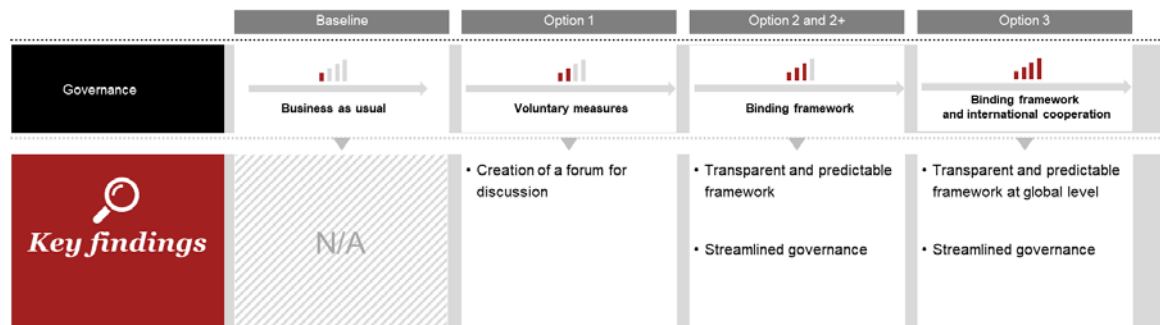 Baseline
Option 1
Option 2 and 2+
Option 3
Governance
Business as usual
Voluntary measures
Binding framework
Binding framework
and international cooperation
Key findings
N/A
• Creation of a forum for
discussion
• Transparent and predictable
framework
• Streamlined governance
• Transparent and predictable
framework at global level
• Streamlined governance